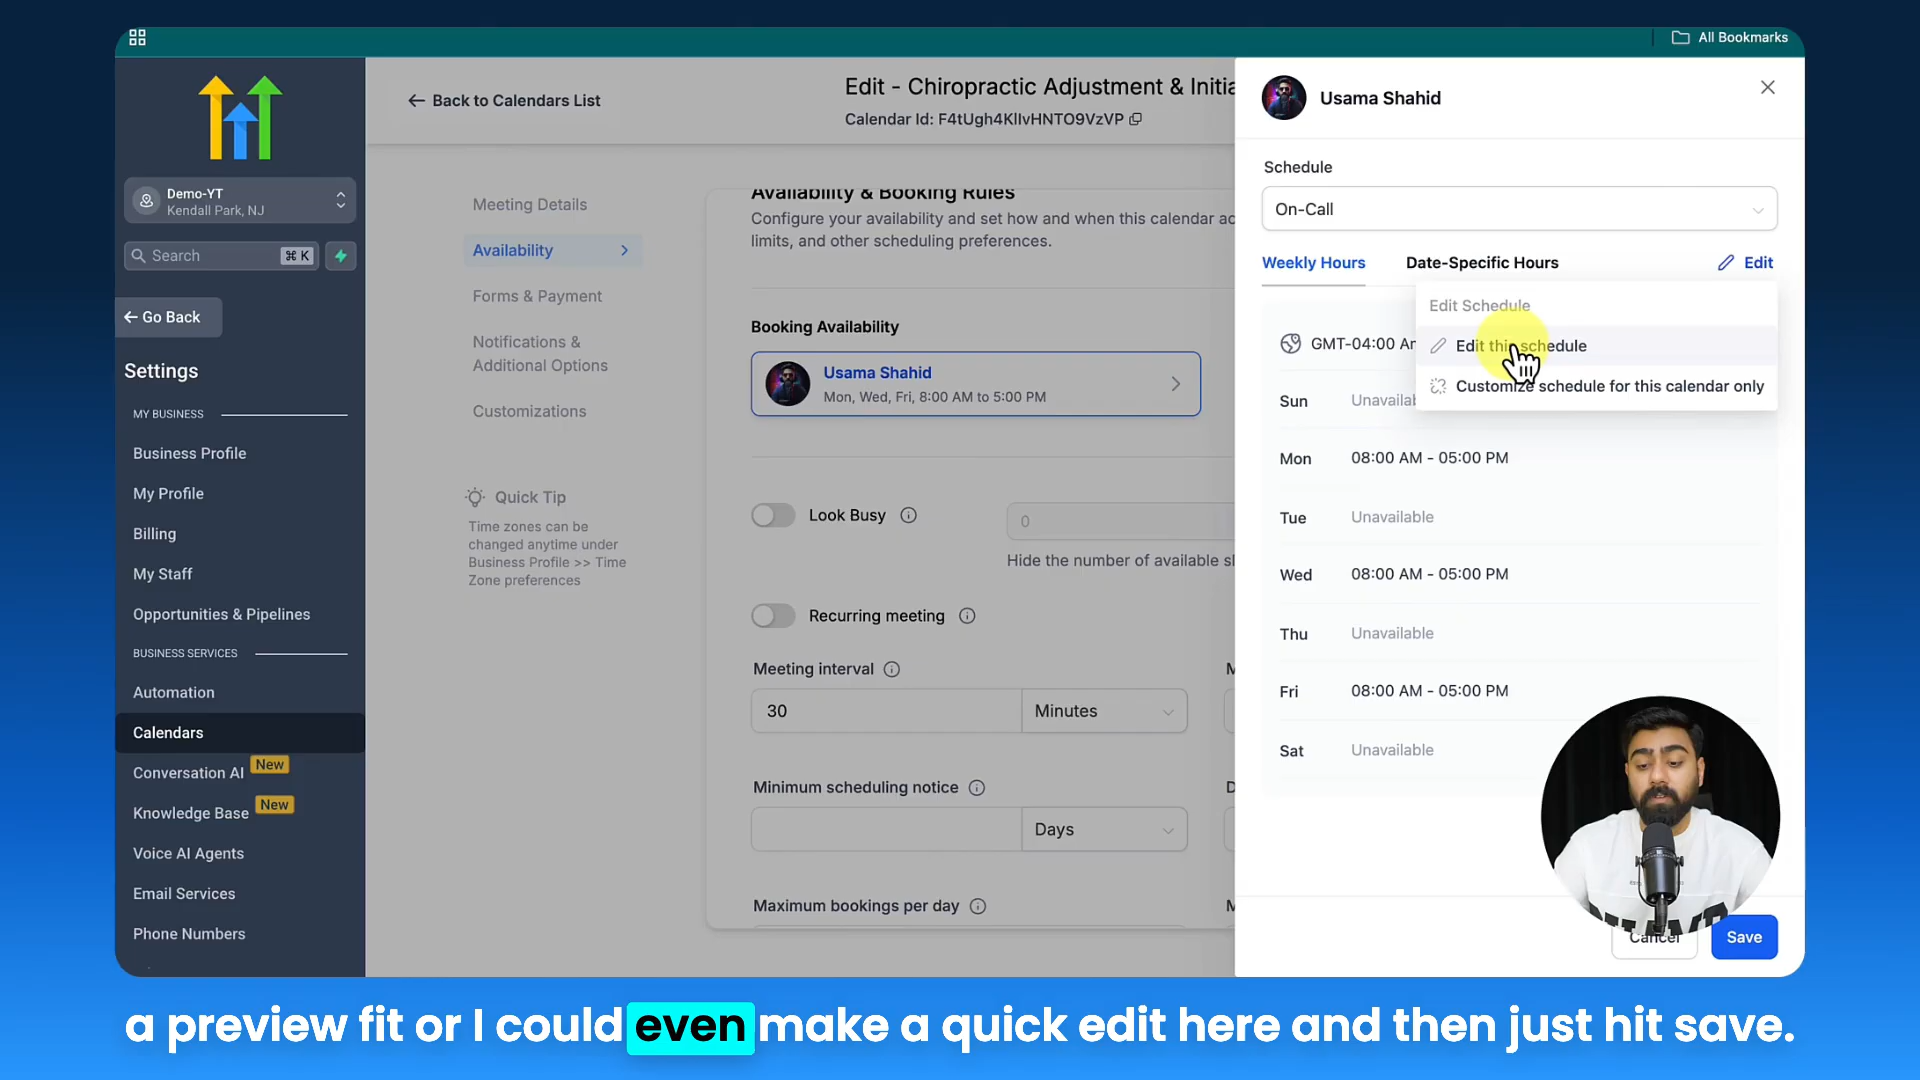 All Bookmarks
Demo-YT
Kendall Park, NJ
Search
⌘ K
← Go Back
Settings
MY BUSINESS
Business Profile
My Profile
Billing
My Staff
Opportunities & Pipelines
BUSINESS SERVICES
Automation
Calendars
Conversation AI New
Knowledge Base New
Voice AI Agents
Email Services
Phone Numbers
← Back to Calendars List
Edit - Chiropractic Adjustment & Initia
Calendar Id: F4tUgh4KlIvHNTO9VzVP
Meeting Details
Availability
Forms & Payment
Notifications &
Additional Options
Customizations
Quick Tip
Time zones can be
changed anytime under
Business Profile >> Time
Zone preferences
Availability & Booking Rules
Configure your availability and set how and when this calendar ac
limits, and other scheduling preferences.
Booking Availability
Usama Shahid
Mon, Wed, Fri, 8:00 AM to 5:00 PM
Look Busy
0
Hide the number of available sl
Recurring meeting
Meeting interval
30
Minutes
Minimum scheduling notice
Days
Maximum bookings per day
Usama Shahid
Schedule
On-Call
Weekly Hours
Date-Specific Hours
Edit
Edit Schedule
Edit this schedule
Customize schedule for this calendar only
GMT-04:00 Am
Sun Unavailab
Mon 08:00 AM - 05:00 PM
Tue Unavailable
Wed 08:00 AM - 05:00 PM
Thu Unavailable
Fri 08:00 AM - 05:00 PM
Sat Unavailable
Cancel
Save
a preview fit or I could even make a quick edit here and then just hit save.